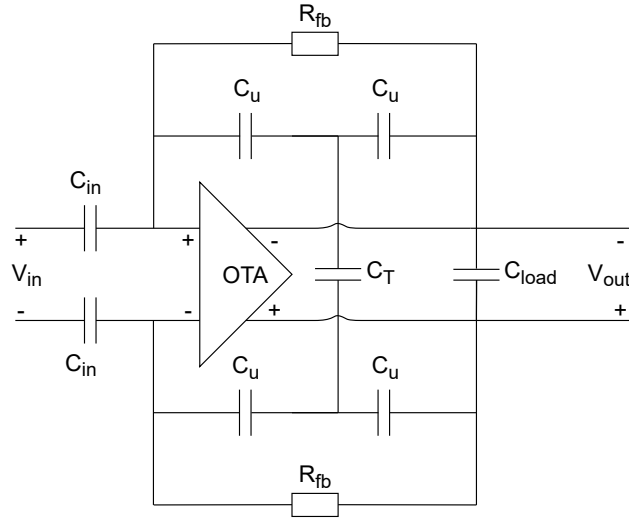 R_fb
C_u C_u
C_in
+ + - -
V_in OTA C_T C_load V_out
- - + +
C_in
C_u C_u
R_fb